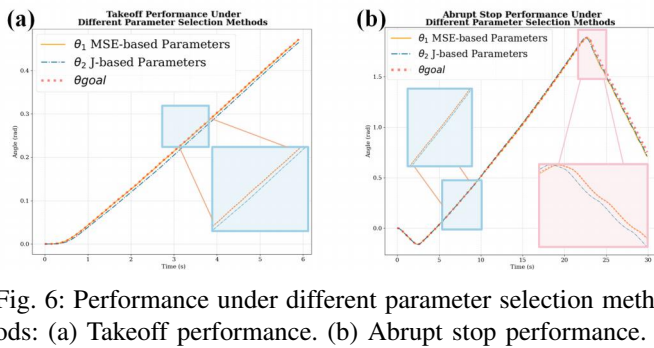 (a)
Takeoff Performance Under
Different Parameter Selection Methods
θ1 MSE-based Parameters
θ2 J-based Parameters
θgoal
Angle (rad)
0.4
0.3
0.2
0.1
0.0
0 1 2 3 4 5 6
Time (s)
(b)
Abrupt Stop Performance Under
Different Parameter Selection Methods
θ1 MSE-based Parameters
θ2 J-based Parameters
θgoal
Angle (rad)
1.5
1.0
0.5
0.0
0 5 10 15 20 25 30
Time (s)
Fig. 6: Performance under different parameter selection meth-
ods: (a) Takeoff performance. (b) Abrupt stop performance.